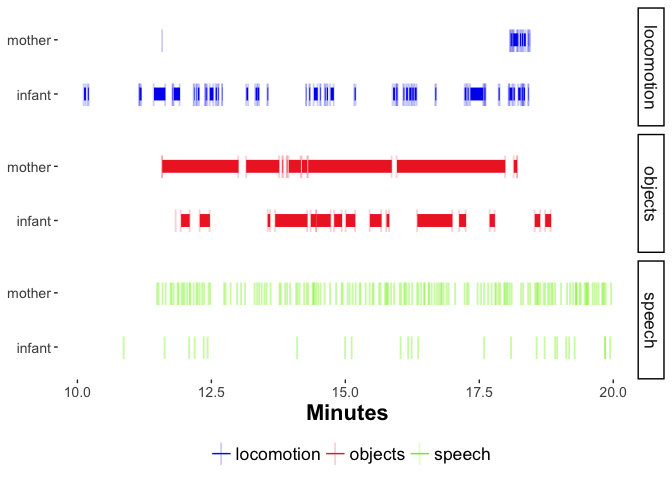 locomotion
mother
infant
objects
mother
infant
speech
mother
infant
10.0 12.5 15.0 17.5 20.0
Minutes
locomotion objects speech